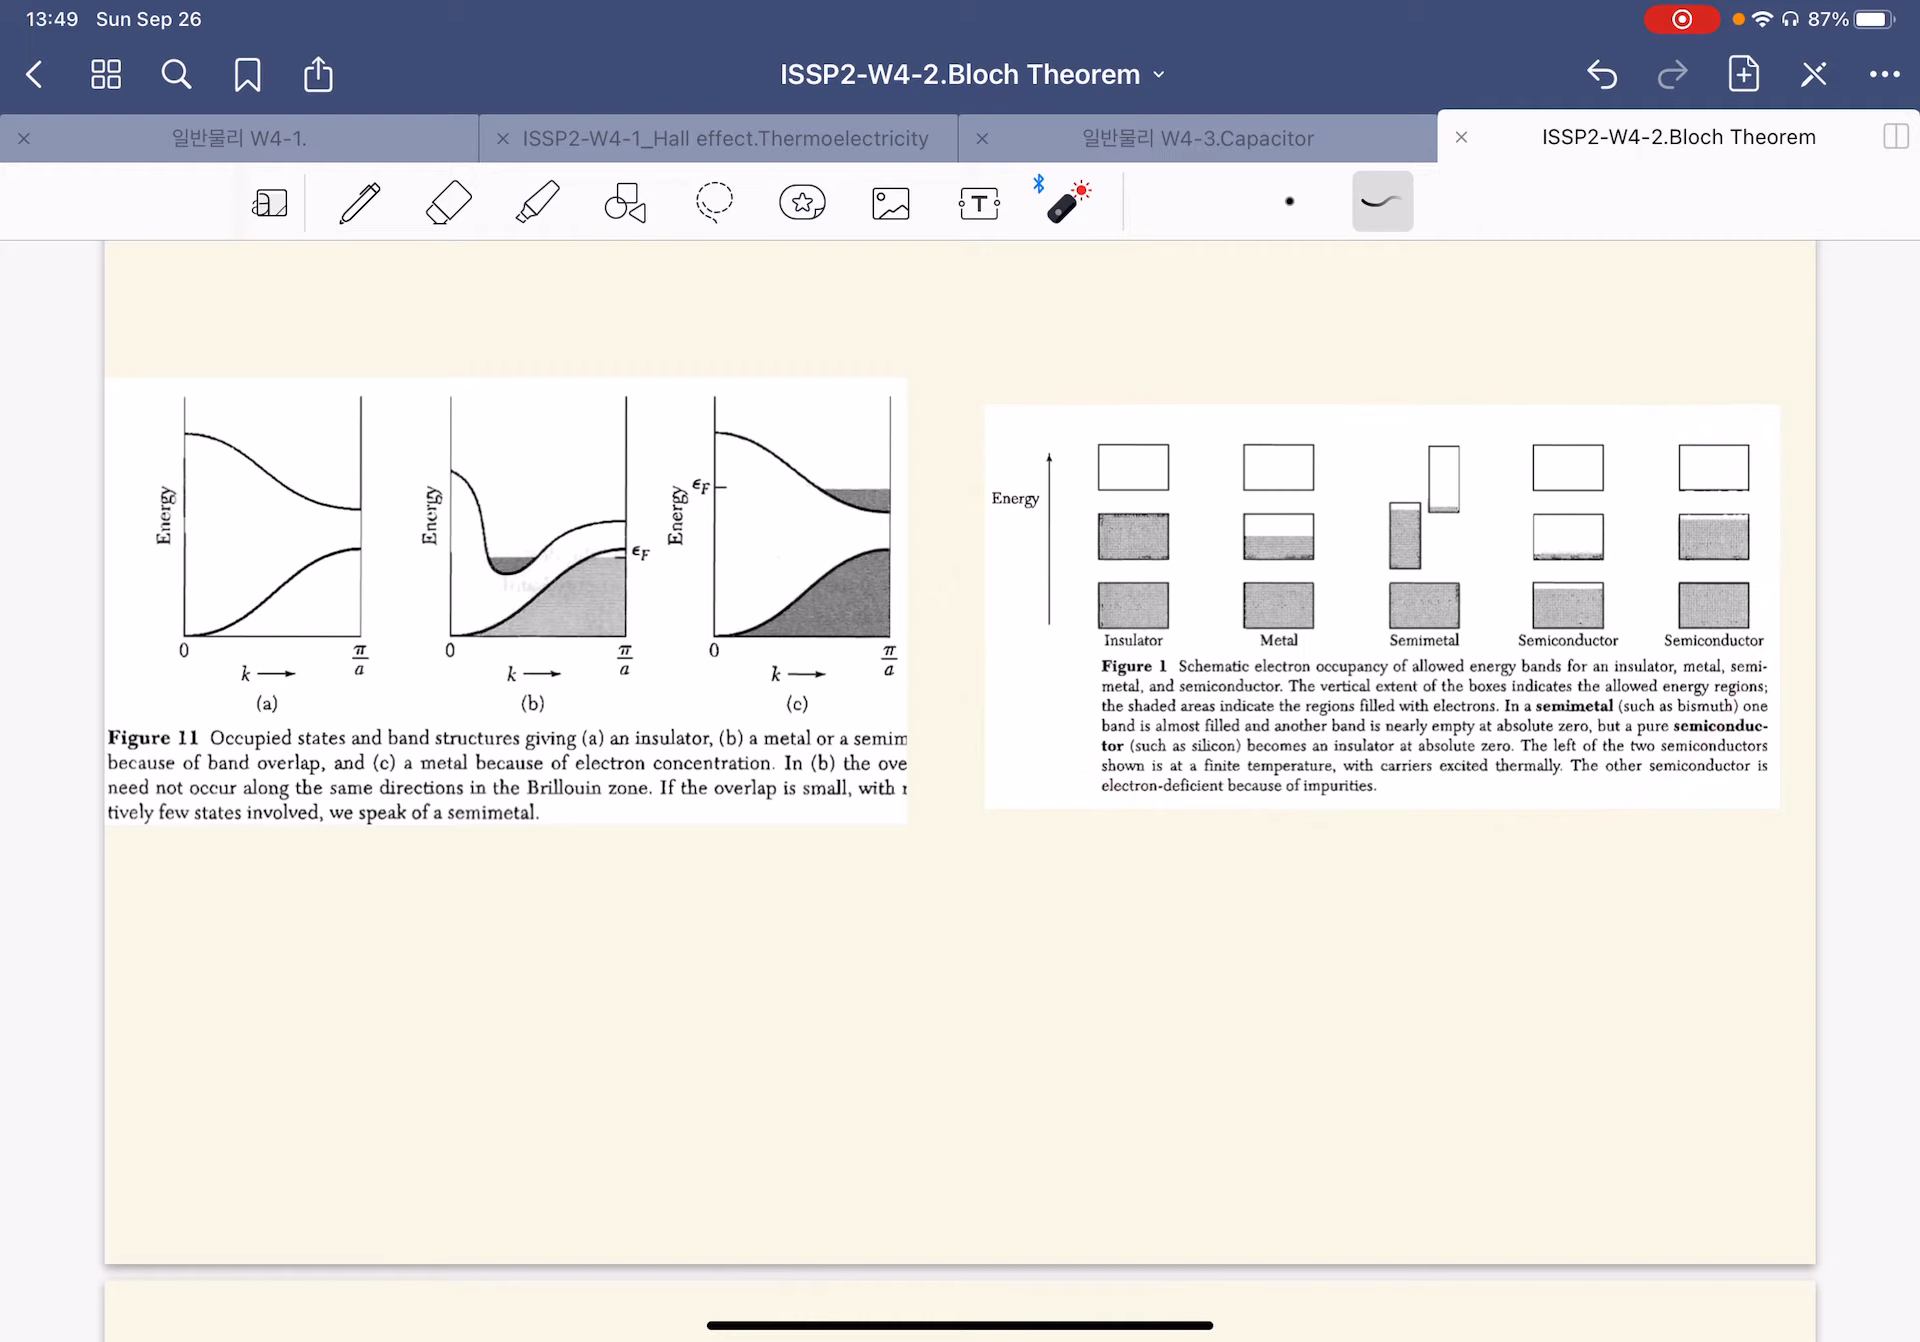 13:49 Sun Sep 26
87%
ISSP2-W4-2.Bloch Theorem
일반물리 W4-1.
ISSP2-W4-1_Hall effect.Thermoelectricity
일반물리 W4-3.Capacitor
ISSP2-W4-2.Bloch Theorem
Energy
0
k
π/a
(a)
Energy
εF
0
k
π/a
(b)
Energy
εF
0
k
π/a
(c)
Figure 11 Occupied states and band structures giving (a) an insulator, (b) a metal or a semim
because of band overlap, and (c) a metal because of electron concentration. In (b) the ove
need not occur along the same directions in the Brillouin zone. If the overlap is small, with r
tively few states involved, we speak of a semimetal.
Energy
Insulator Metal Semimetal Semiconductor Semiconductor
Figure 1 Schematic electron occupancy of allowed energy bands for an insulator, metal, semi-
metal, and semiconductor. The vertical extent of the boxes indicates the allowed energy regions;
the shaded areas indicate the regions filled with electrons. In a semimetal (such as bismuth) one
band is almost filled and another band is nearly empty at absolute zero, but a pure semiconduc-
tor (such as silicon) becomes an insulator at absolute zero. The left of the two semiconductors
shown is at a finite temperature, with carriers excited thermally. The other semiconductor is
electron-deficient because of impurities.